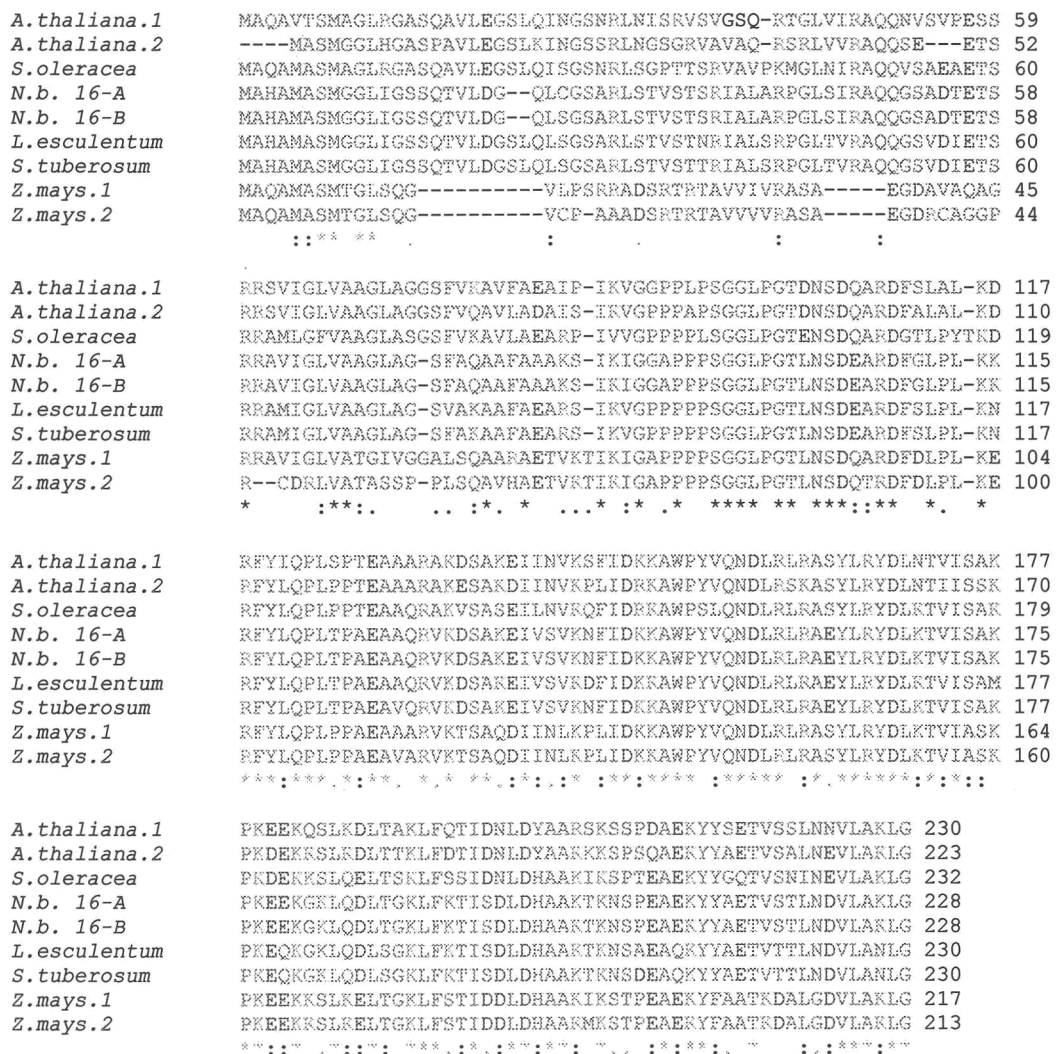 A.thaliana.1 MAQAVTSMAGLRGASQAVLEGSLQINGSNRLNISRVSVGSQ-RTGLVIRAQQNVSVPESS 59
A.thaliana.2 ----MASMGGLHGASPAVLEGSLKINGSSRLNGSGRVAVAQ-RSRLVVRAQQSE---ETS 52
S.oleracea MAQAMASMAGLRGASQAVLEGSLQISGSNRLSGPTTSRVAVPKMGLNIRAQQVSAEAETS 60
N.b. 16-A MAHAMASMGGLIGSSQTVLDG--QLCGSARLSTVSTSRIALARPGLSIRAQQGSADTETS 58
N.b. 16-B MAHAMASMGGLIGSSQTVLDG--QLSGSARLSTVSTSRIALARPGLSIRAQQGSADTETS 58
L.esculentum MAHAMASMGGLIGSSQTVLDGSLQLSGSARLSTVSTNRIALSRPGLTVRAQQGSVDIETS 60
S.tuberosum MAHAMASMGGLIGSSQTVLDGSLQLSGSARLSTVSTTRIALSRPGLTVRAQQGSVDIETS 60
Z.mays.1 MAQAMASMTGLSQG----------VLPSRRADSRTRTAVVIVRASA-----EGDAVAQAG 45
Z.mays.2 MAQAMASMTGLSQG----------VCP-AAADSRTRTAVVVVRASA-----EGDRCAGGP 44
::** ** . : . : :
A.thaliana.1 RRSVIGLVAAGLAGGSFVKAVFAEAIP-IKVGGPPLPSGGLPGTDNSDQARDFSLAL-KD 117
A.thaliana.2 RRSVIGLVAAGLAGGSFVQAVLADAIS-IKVGPPPAPSGGLPGTDNSDQARDFALAL-KD 110
S.oleracea RRAMLGFVAAGLASGSFVKAVLAEARP-IVVGPPPPLSGGLPGTENSDQARDGTLPYTKD 119
N.b. 16-A RRAVIGLVAAGLAG-SFAQAAFAAAKS-IKIGGAPPPSGGLPGTLNSDEARDFGLPL-KK 115
N.b. 16-B RRAVIGLVAAGLAG-SFAQAAFAAAKS-IKIGGAPPPSGGLPGTLNSDEARDFGLPL-KK 115
L.esculentum RRAMIGLVAAGLAG-SVAKAAFAEARS-IKVGPPPPPSGGLPGTLNSDEARDFSLPL-KN 117
S.tuberosum RRAMIGLVAAGLAG-SFAKAAFAEARS-IKVGPPPPPSGGLPGTLNSDEARDFSLPL-KN 117
Z.mays.1 RRAVIGLVATGIVGGALSQAARAETVKTIKIGAPPPPSGGLPGTLNSDQARDFDLPL-KE 104
Z.mays.2 R--CDRLVATASSP-PLSQAVHAETVKTIKIGAPPPPSGGLPGTLNSDQTRDFDLPL-KE 100
* :**:. .. :*. * ...* :* .* **** ** ***::** *. *
A.thaliana.1 RFYIQPLSPTEAAARAKDSAKEIINVKSFIDKKAWPYVQNDLRLRASYLRYDLNTVISAK 177
A.thaliana.2 RFYLQPLPPTEAAARAKESAKDIINVKPLIDRKAWPYVQNDLRSKASYLRYDLNTIISSK 170
S.oleracea RFYLQPLPPTEAAQRAKVSASEILNVKQFIDRKAWPSLQNDLRLRASYLRYDLKTVISAK 179
N.b. 16-A RFYLQPLTPAEAAQRVKDSAKEIVSVKNFIDKKAWPYVQNDLRLRAEYLRYDLKTVISAK 175
N.b. 16-B RFYLQPLTPAEAAQRVKDSAKEIVSVKNFIDKKAWPYVQNDLRLRAEYLRYDLKTVISAK 175
L.esculentum RFYLQPLTPAEAAQRVKDSAKEIVSVKDFIDKKAWPYVQNDLRLRAEYLRYDLKTVISAM 177
S.tuberosum RFYLQPLTPAEAVQRVKDSAKEIVSVKNFIDKKAWPYVQNDLRLRAEYLRYDLKTVISAK 177
Z.mays.1 RFYLQPLPPAEAAARVKTSAQDIINLKPLIDKKAWPYVQNDLRLRASYLRYDLKTVIASK 164
Z.mays.2 RFYLQPLPPAEAVARVKTSAQDIINLKPLIDKKAWPYVQNDLRLRASYLRYDLKTVIASK 160
***:***.*:**. *.* **.:*:.:* :**:**** :***** :*.******:*:*::
A.thaliana.1 PKEEKQSLKDLTAKLFQTIDNLDYAARSKSSPDAEKYYSETVSSLNNVLAKLG 230
A.thaliana.2 PKDEKKSLKDLTTKLFDTIDNLDYAAKKKSPSQAEKYYAETVSALNEVLAKLG 223
S.oleracea PKDEKKSLQELTSKLFSSIDNLDHAAKIKSPTEAEKYYGQTVSNINEVLAKLG 232
N.b. 16-A PKEEKGKLQDLTGKLFKTISDLDHAAKTKNSPEAEKYYAETVSTLNDVLAKLG 228
N.b. 16-B PKEEKGKLQDLTGKLFKTISDLDHAAKTKNSPEAEKYYAETVSTLNDVLAKLG 228
L.esculentum PKEQKGKLQDLSGKLFKTISDLDHAAKTKNSAEAQKYYAETVTTLNDVLANLG 230
S.tuberosum PKEQKGKLQDLSGKLFKTISDLDHAAKTKNSDEAQKYYAETVTTLNDVLANLG 230
Z.mays.1 PKEEKKSLKELTGKLFSTIDDLDHAAKIKSTPEAEKYFAATKDALGDVLAKLG 217
Z.mays.2 PKEEKKSLKELTGKLFSTIDDLDHAAKMKSTPEAEKYFAATKDALGDVLAKLG 213